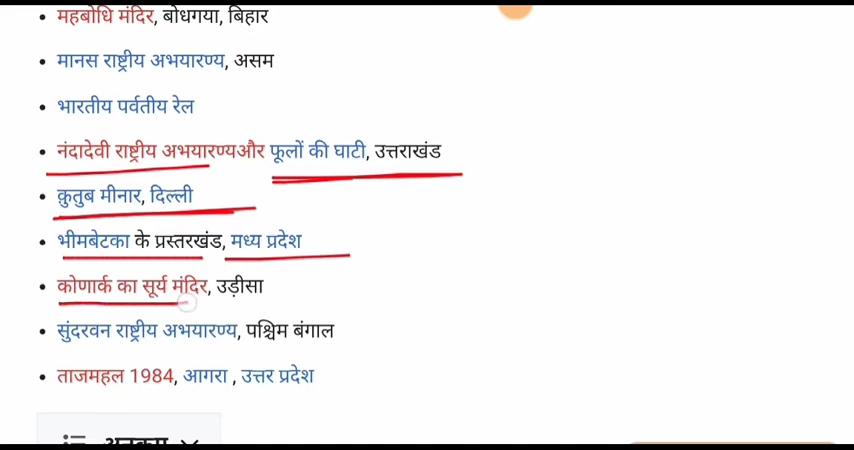 महबोधि मंदिर, बोधगया, बिहार
मानस राष्ट्रीय अभयारण्य, असम
भारतीय पर्वतीय रेल
नंदादेवी राष्ट्रीय अभयारण्यऔर फूलों की घाटी, उत्तराखंड
क़ुतुब मीनार, दिल्ली
भीमबेटका के प्रस्तरखंड, मध्य प्रदेश
कोणार्क का सूर्य मंदिर, उड़ीसा
सुंदरवन राष्ट्रीय अभयारण्य, पश्चिम बंगाल
ताजमहल 1984, आगरा , उत्तर प्रदेश